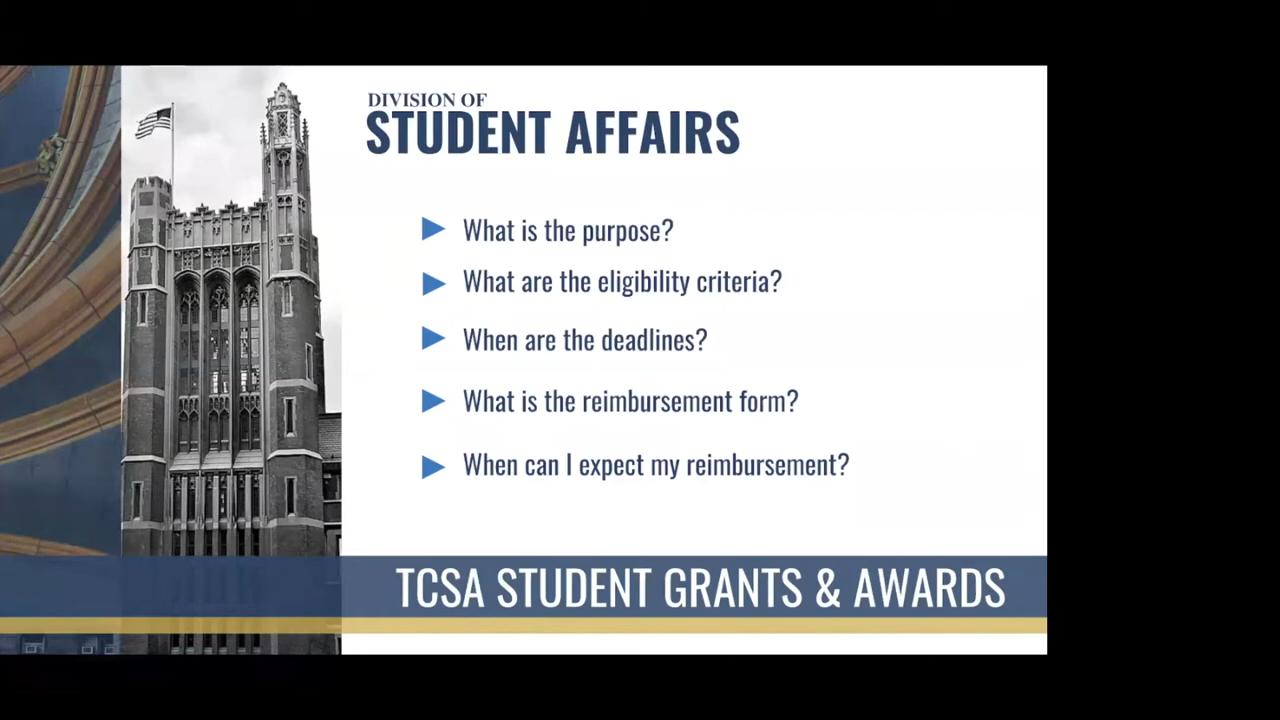 DIVISION OF
STUDENT AFFAIRS
What is the purpose?
What are the eligibility criteria?
When are the deadlines?
What is the reimbursement form?
When can I expect my reimbursement?
TCSA STUDENT GRANTS & AWARDS